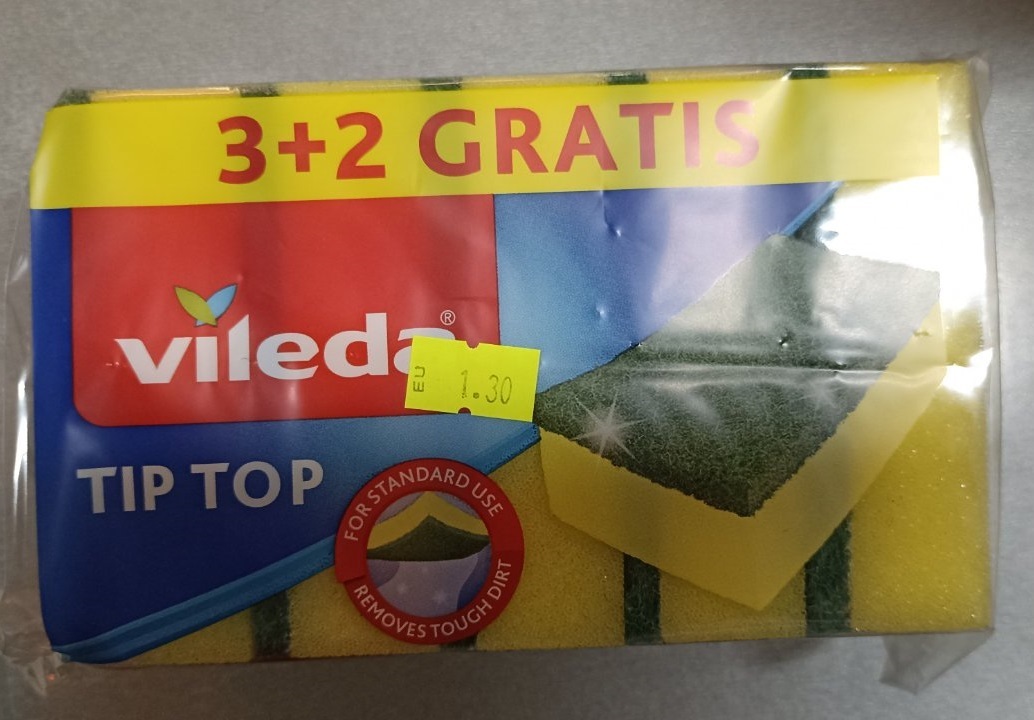 3+2 GRATIS
vileda®
EU 1.30
TIP TOP
FOR STANDARD USE
REMOVES TOUGH DIRT